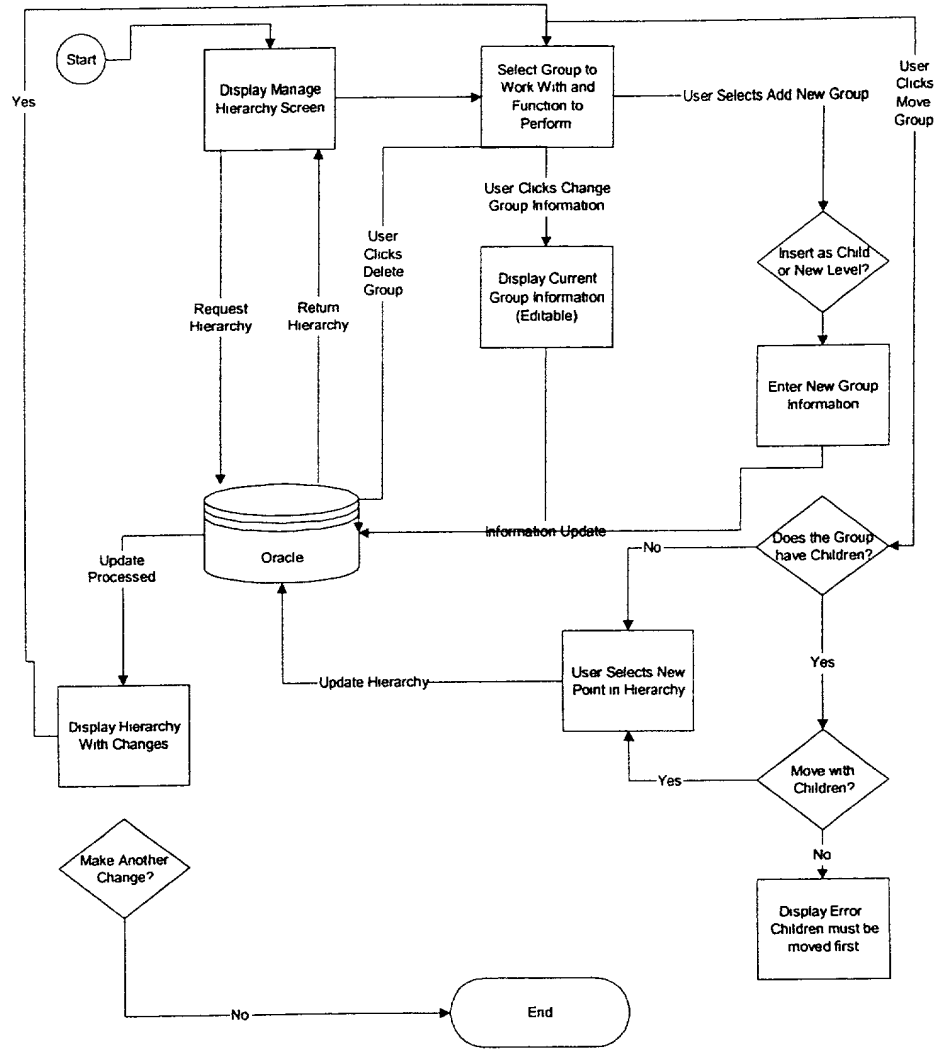 Start
Yes
Display Manage
Hierarchy Screen
Select Group to
Work With and
Function to
Perform
User Selects Add New Group
User
Clicks
Move
Group
User Clicks Change
Group Information
User
Clicks
Delete
Group
Insert as Child
or New Level?
Display Current
Group Information
(Editable)
Request
Hierarchy
Return
Hierarchy
Enter New Group
Information
Information Update
Oracle
No
Does the Group
have Children?
Update
Processed
Yes
User Selects New
Point in Hierarchy
Update Hierarchy
Display Hierarchy
With Changes
Yes
Move with
Children?
Make Another
Change?
No
Display Error
Children must be
moved first
No
End